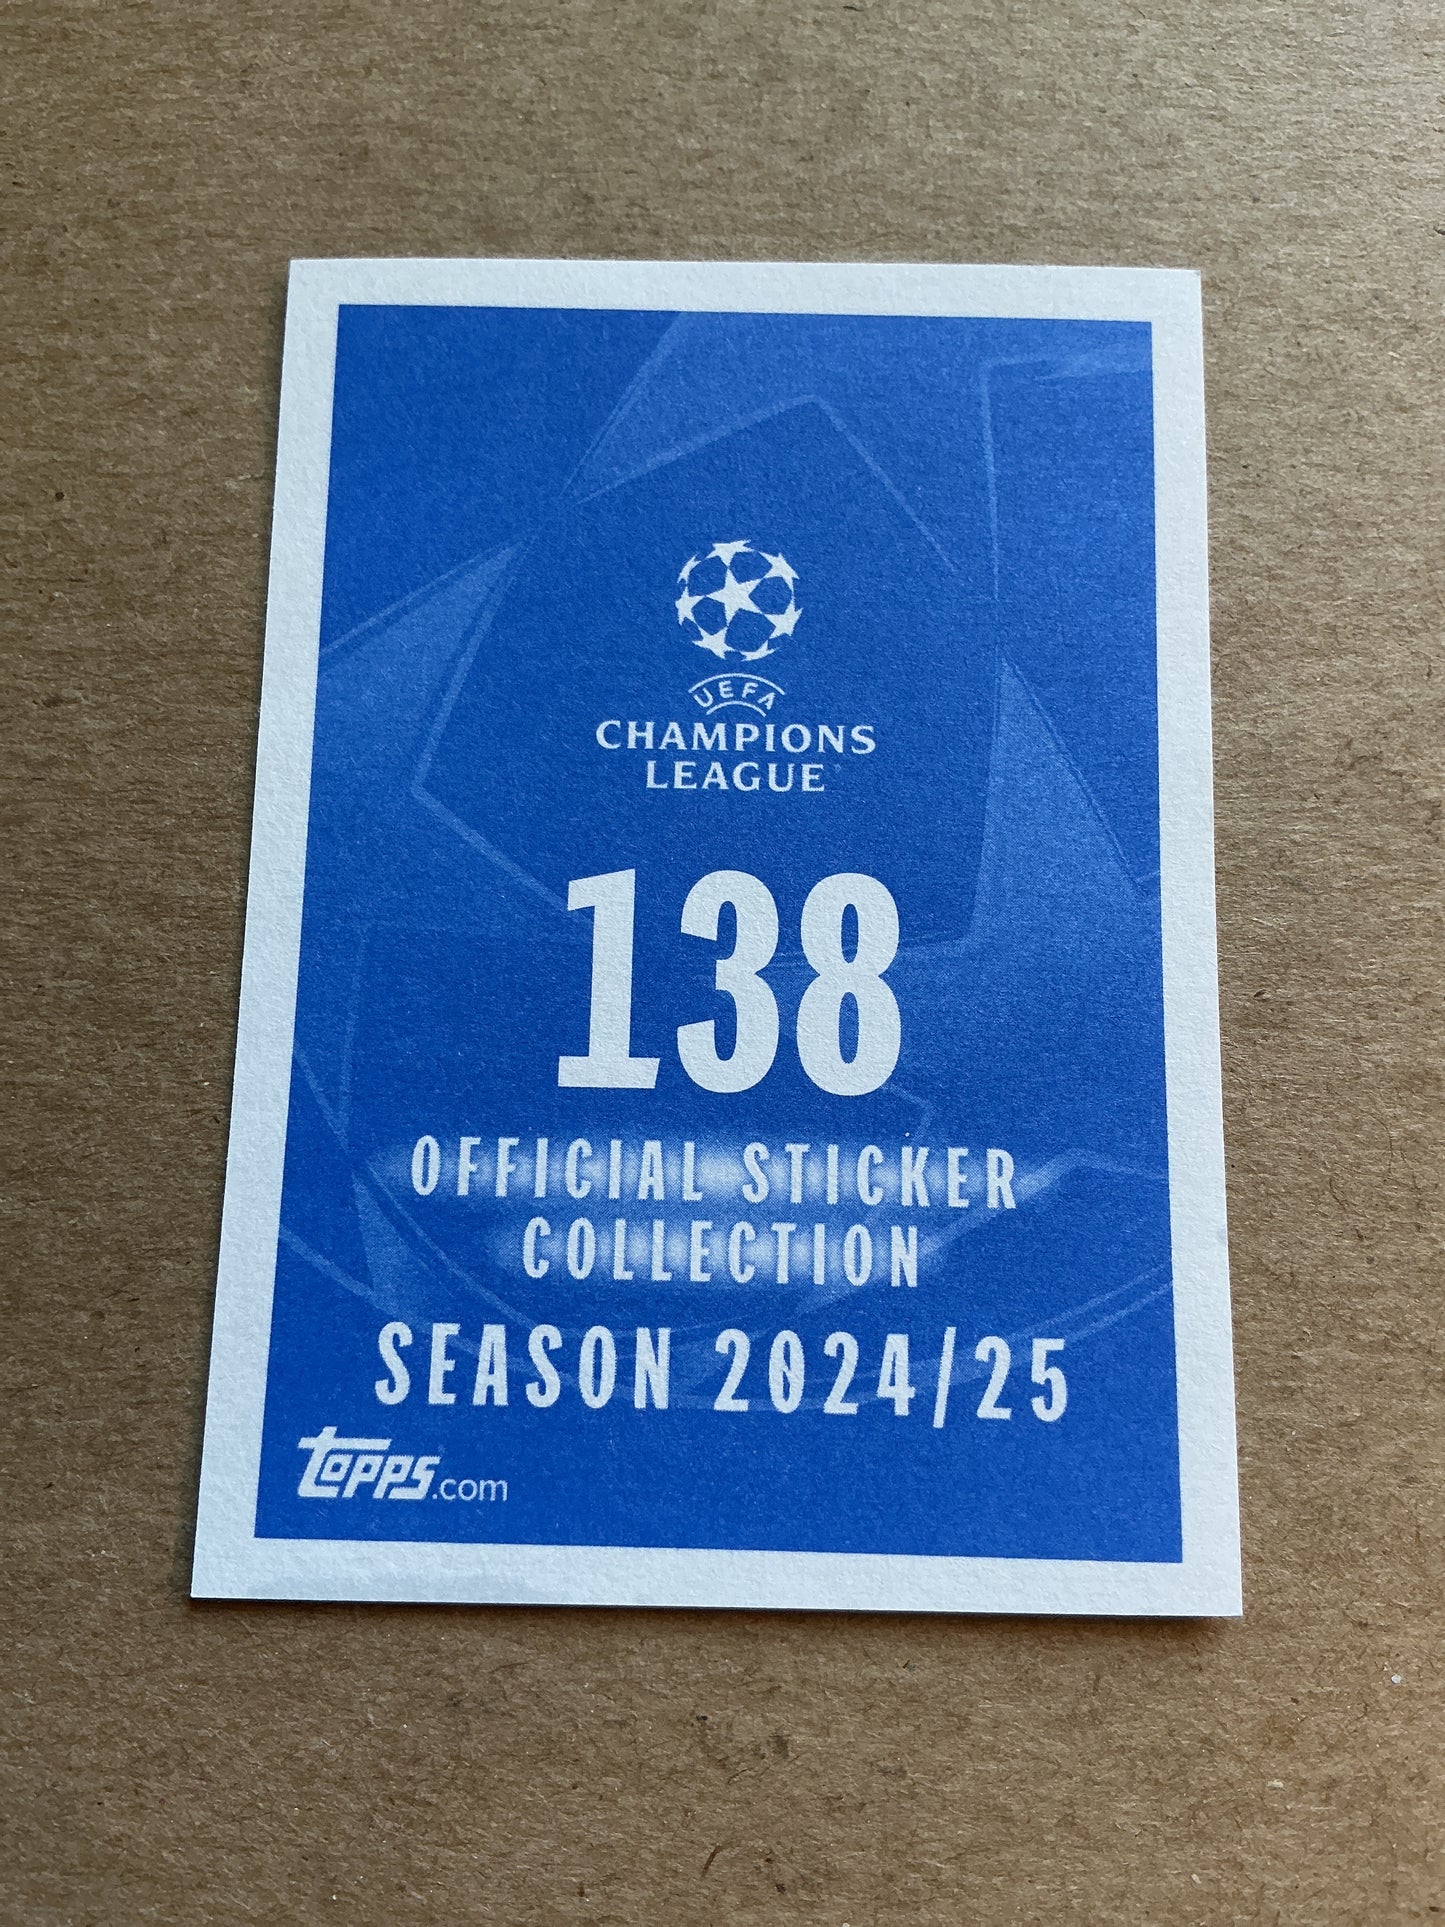 UEFA
CHAMPIONS
LEAGUE
138
OFFICIAL STICKER
COLLECTION
SEASON 2024/25
topps.com